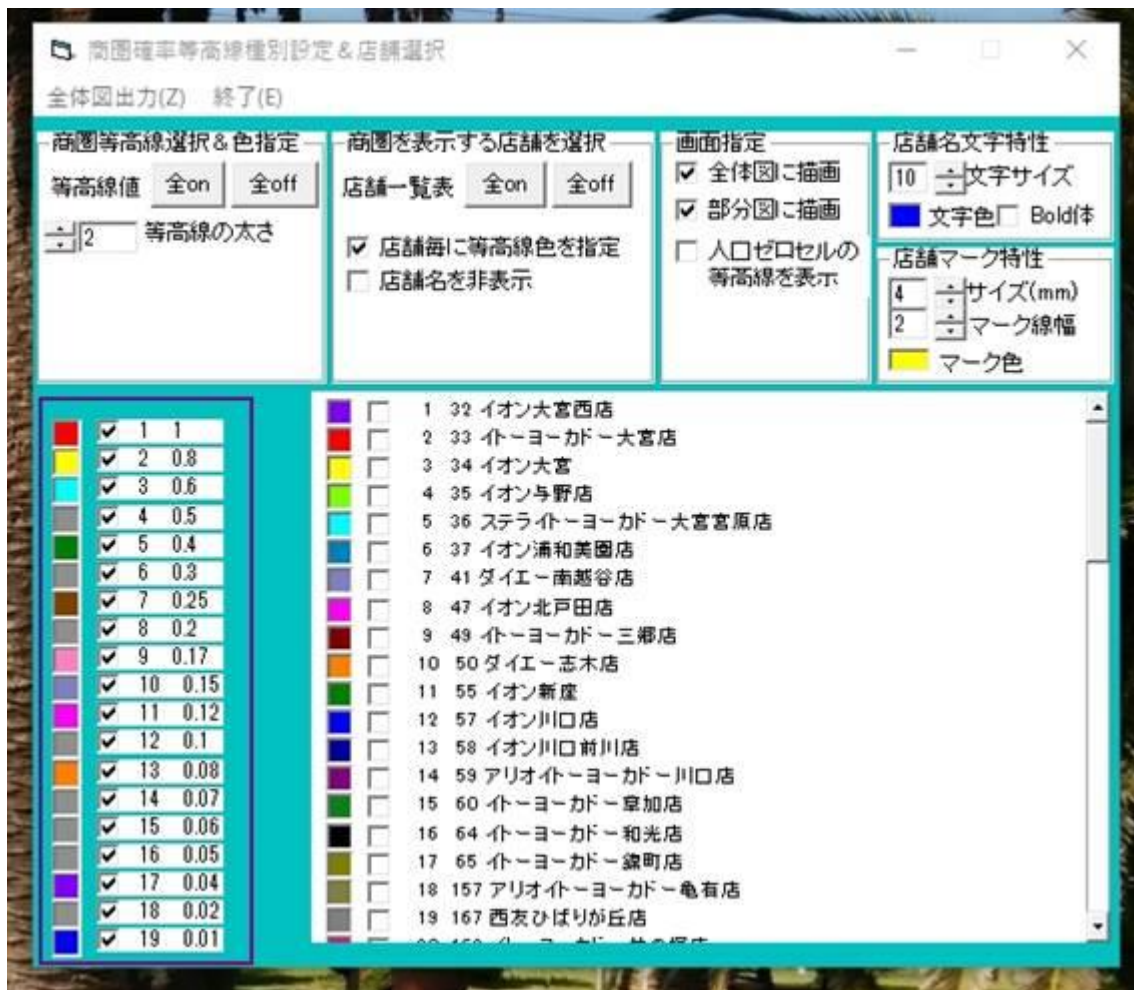 商圏確率等高線種別設定&店舗選択
全体図出力(Z) 終了(E)
商圏等高線選択&色指定
等高線値 全on 全off
2 等高線の太さ
商圏を表示する店舗を選択
店舗一覧表 全on 全off
店舗毎に等高線色を指定
店舗名を非表示
画面指定
全体図に描画
部分図に描画
人口ゼロセルの
等高線を表示
店舗名文字特性
10 文字サイズ
文字色 Bold体
店舗マーク特性
4 サイズ(mm)
2 マーク線幅
マーク色
1 1
2 0.8
3 0.6
4 0.5
5 0.4
6 0.3
7 0.25
8 0.2
9 0.17
10 0.15
11 0.12
12 0.1
13 0.08
14 0.07
15 0.06
16 0.05
17 0.04
18 0.02
19 0.01
1 32 イオン大宮西店
2 33 イトーヨーカドー大宮店
3 34 イオン大宮
4 35 イオン与野店
5 36 ステライトーヨーカドー大宮宮原店
6 37 イオン浦和美園店
7 41 ダイエー南越谷店
8 47 イオン北戸田店
9 49 イトーヨーカドー三郷店
10 50 ダイエー志木店
11 55 イオン新座
12 57 イオン川口店
13 58 イオン川口前川店
14 59 アリオイトーヨーカドー川口店
15 60 イトーヨーカドー草加店
16 64 イトーヨーカドー和光店
17 65 イトーヨーカドー錦町店
18 157 アリオイトーヨーカドー亀有店
19 167 西友ひばりが丘店